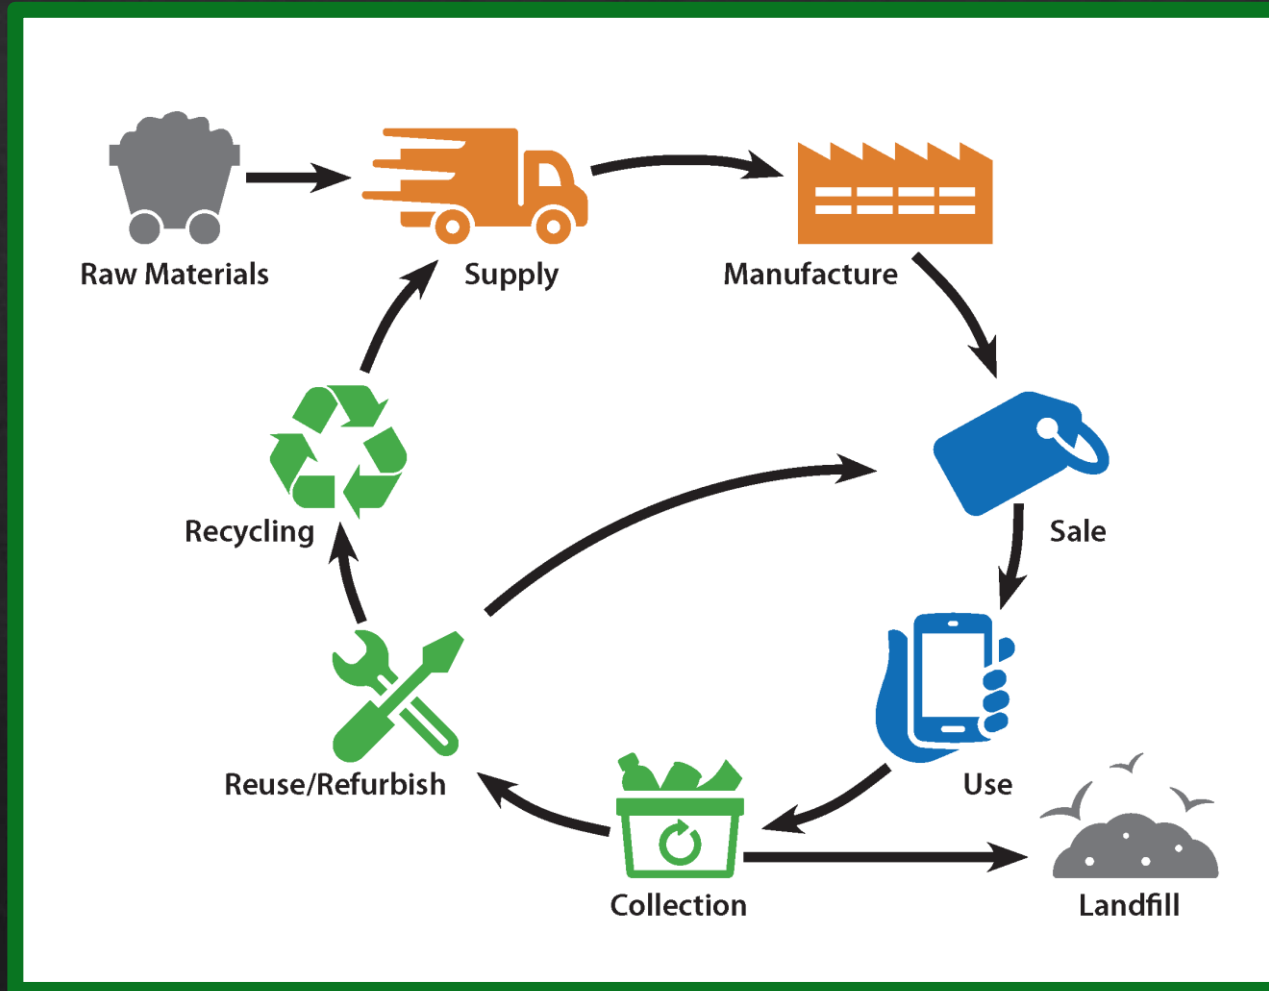 Raw Materials
Supply
Manufacture
Recycling
Sale
Reuse/Refurbish
Use
Collection
Landfill